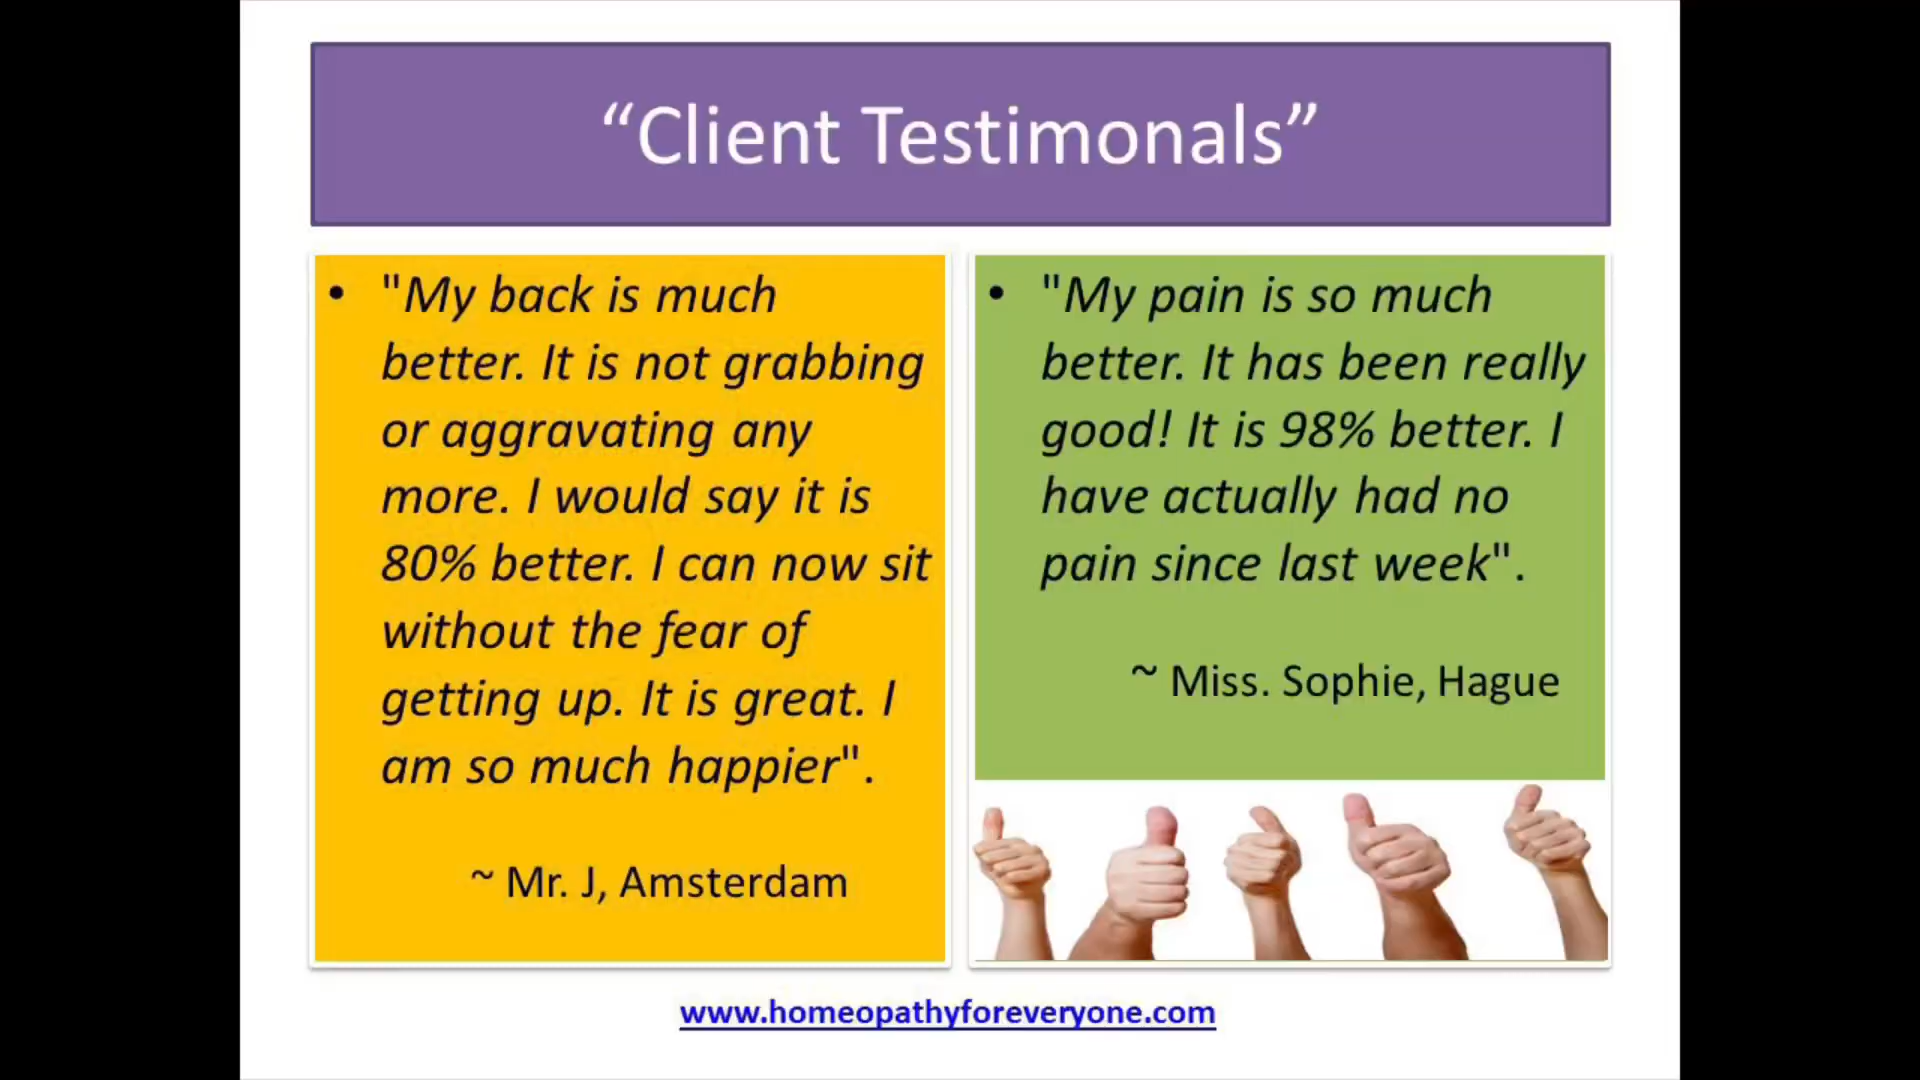 “Client Testimonals”
• "My back is much
better. It is not grabbing
or aggravating any
more. I would say it is
80% better. I can now sit
without the fear of
getting up. It is great. I
am so much happier".
~ Mr. J, Amsterdam
• "My pain is so much
better. It has been really
good! It is 98% better. I
have actually had no
pain since last week".
~ Miss. Sophie, Hague
www.homeopathyforeveryone.com